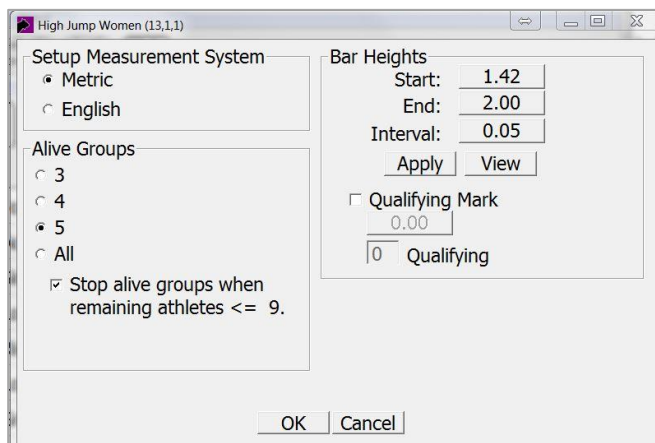 High Jump Women (13,1,1)
Setup Measurement System
Metric
English
Alive Groups
3
4
5
All
Stop alive groups when
remaining athletes <= 9.
Bar Heights
Start: 1.42
End: 2.00
Interval: 0.05
Apply View
Qualifying Mark
0.00
0 Qualifying
OK Cancel